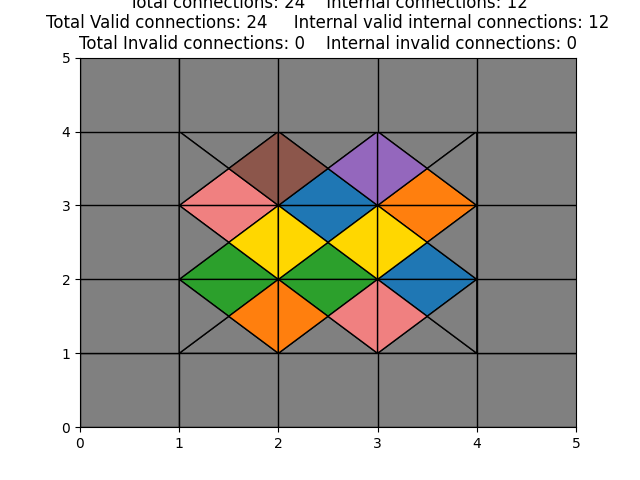 Total connections: 24    Internal connections: 12
Total Valid connections: 24    Internal valid internal connections: 12
Total Invalid connections: 0    Internal invalid connections: 0
5
4
3
2
1
0
0 1 2 3 4 5